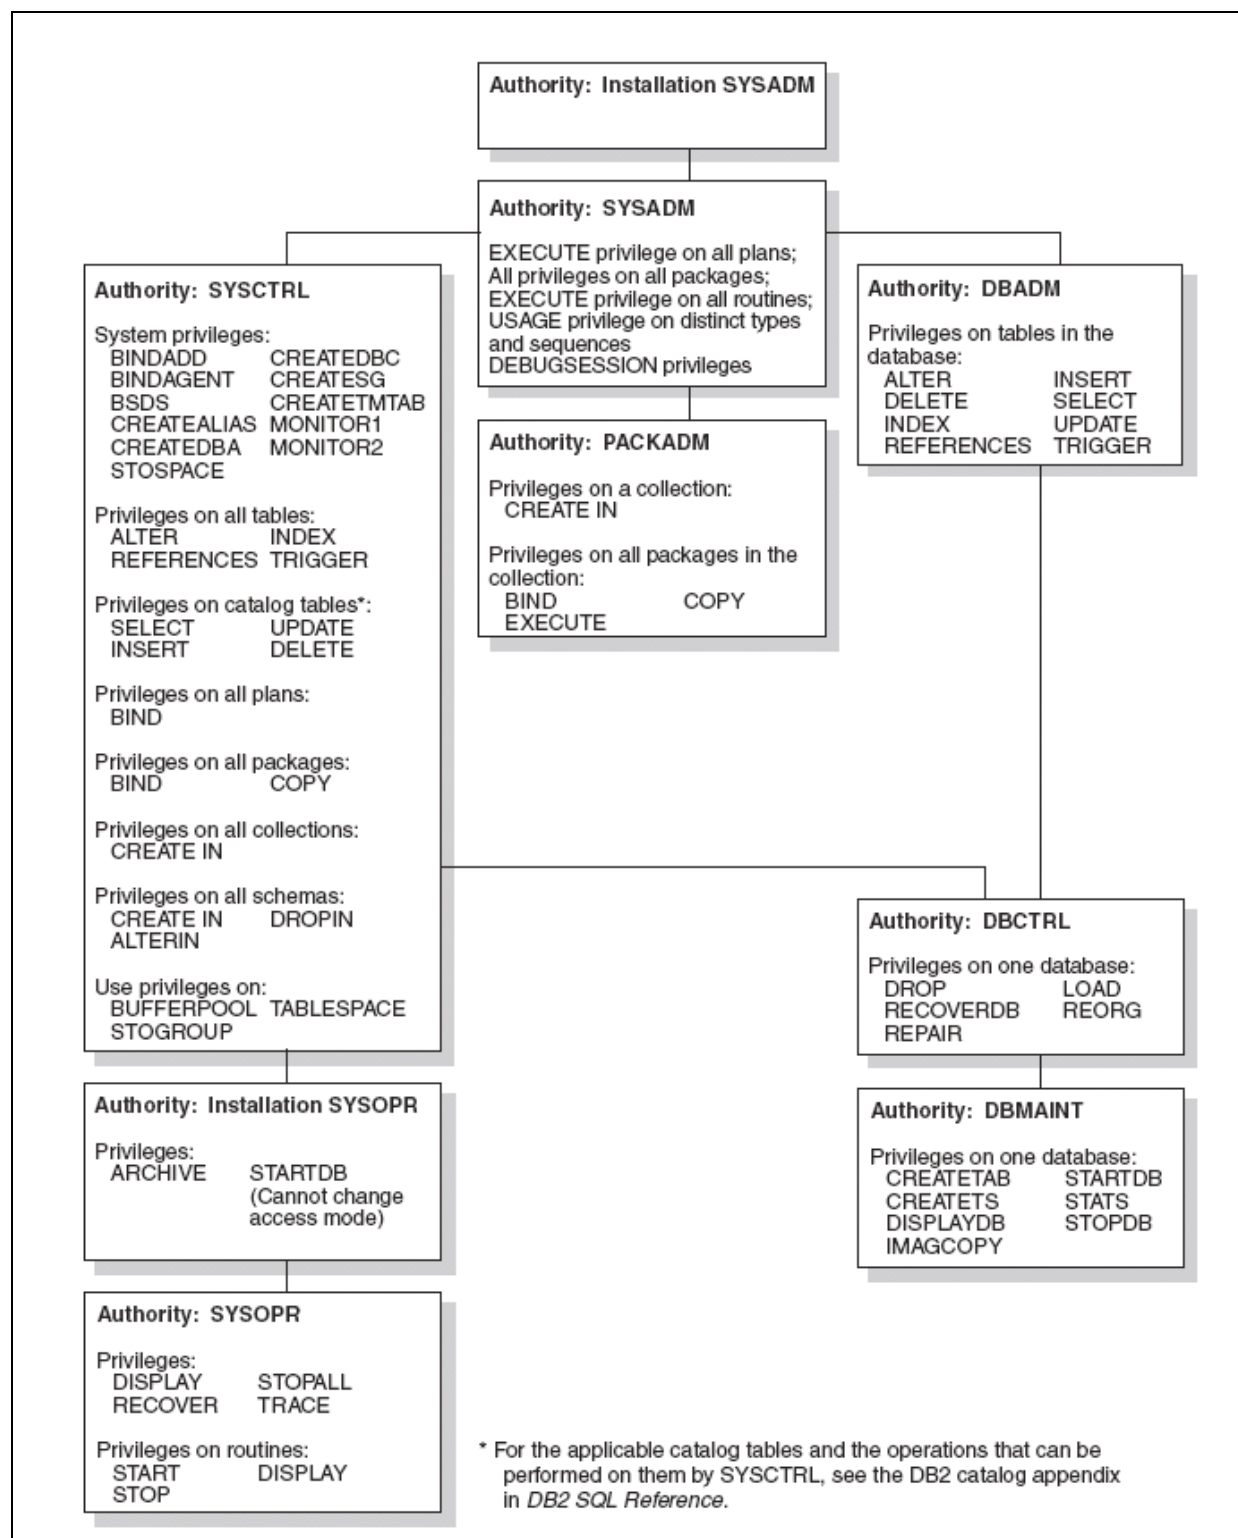 Authority: Installation SYSADM
Authority: SYSADM
EXECUTE privilege on all plans;
All privileges on all packages;
EXECUTE privilege on all routines;
USAGE privilege on distinct types
and sequences
DEBUGSESSION privileges
Authority: SYSCTRL
System privileges:
BINDADD CREATEDBC
BINDAGENT CREATESG
BSDS CREATETMTAB
CREATEALIAS MONITOR1
CREATEDBA MONITOR2
STOSPACE
Privileges on all tables:
ALTER INDEX
REFERENCES TRIGGER
Privileges on catalog tables*:
SELECT UPDATE
INSERT DELETE
Privileges on all plans:
BIND
Privileges on all packages:
BIND COPY
Privileges on all collections:
CREATE IN
Privileges on all schemas:
CREATE IN DROPIN
ALTERIN
Use privileges on:
BUFFERPOOL TABLESPACE
STOGROUP
Authority: DBADM
Privileges on tables in the
database:
ALTER INSERT
DELETE SELECT
INDEX UPDATE
REFERENCES TRIGGER
Authority: PACKADM
Privileges on a collection:
CREATE IN
Privileges on all packages in the
collection:
BIND COPY
EXECUTE
Authority: DBCTRL
Privileges on one database:
DROP LOAD
RECOVERDB REORG
REPAIR
Authority: Installation SYSOPR
Privileges:
ARCHIVE STARTDB
(Cannot change
access mode)
Authority: DBMAINT
Privileges on one database:
CREATETAB STARTDB
CREATETS STATS
DISPLAYDB STOPDB
IMAGCOPY
Authority: SYSOPR
Privileges:
DISPLAY STOPALL
RECOVER TRACE
Privileges on routines:
START DISPLAY
STOP
* For the applicable catalog tables and the operations that can be
performed on them by SYSCTRL, see the DB2 catalog appendix
in DB2 SQL Reference.